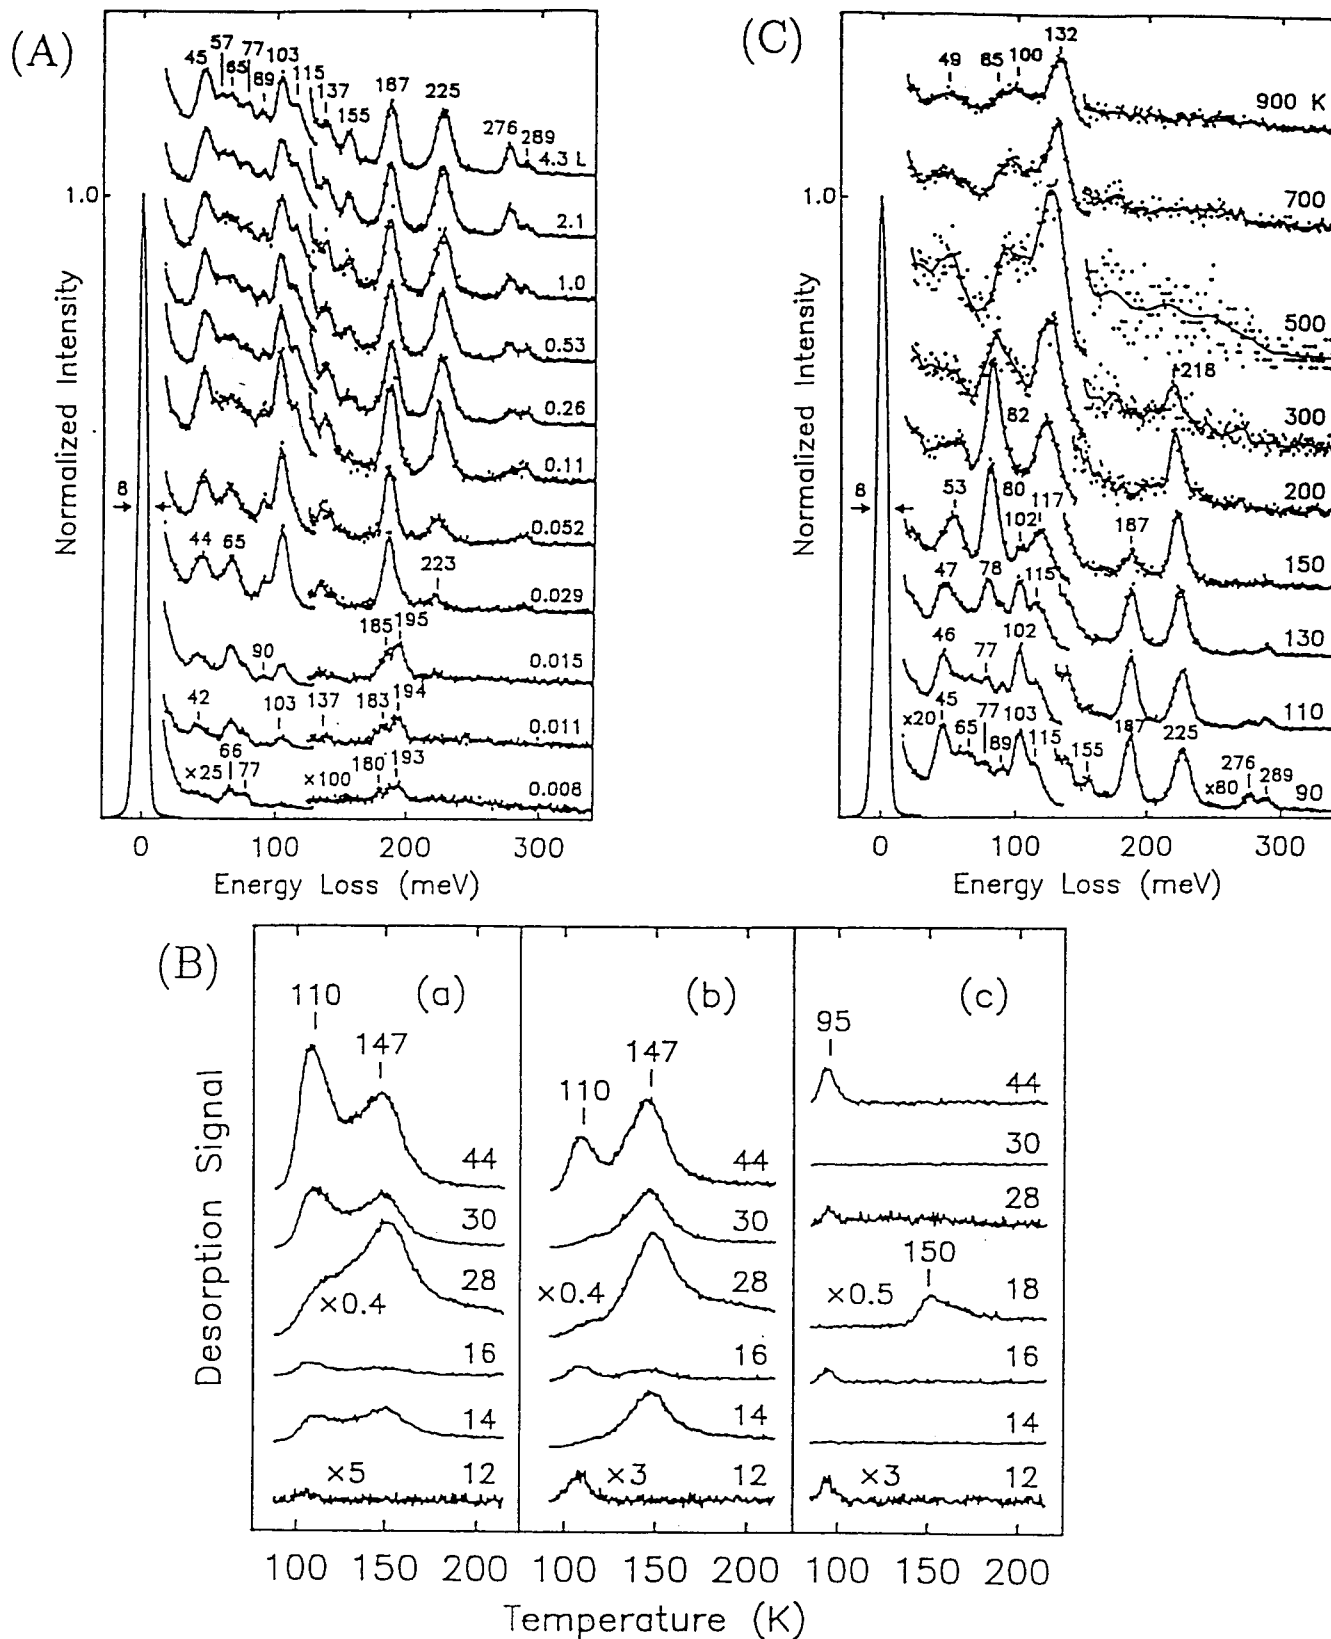 (A)
45 57 65 77 89 103 115 137 155 187 225 276 289
4.3 L
1.0
2.1
1.0
0.53
0.26
0.11
8
0.052
44 65 223
0.029
90 185 195
0.015
42 103 137 183 194
0.011
×25 66 77 ×100 180 193
0.008
0 100 200 300
Energy Loss (meV)
Normalized Intensity
(C)
49 85 100 132
900 K
1.0
700
500
218
300
82
200
8
53 80 102 117 187
150
47 78 102 115
130
46 77
110
×20 45 65 77 89 103 115 155 187 225 ×80 276 289
90
0 100 200 300
Energy Loss (meV)
Normalized Intensity
(B)
(a)
110
147
44
30
28
×0.4
16
14
×5 12
(b)
110
147
44
30
×0.4 28
16
14
×3 12
(c)
95
44
30
28
150
×0.5 18
16
14
×3 12
100 150 200 100 150 200 100 150 200
Temperature (K)
Desorption Signal